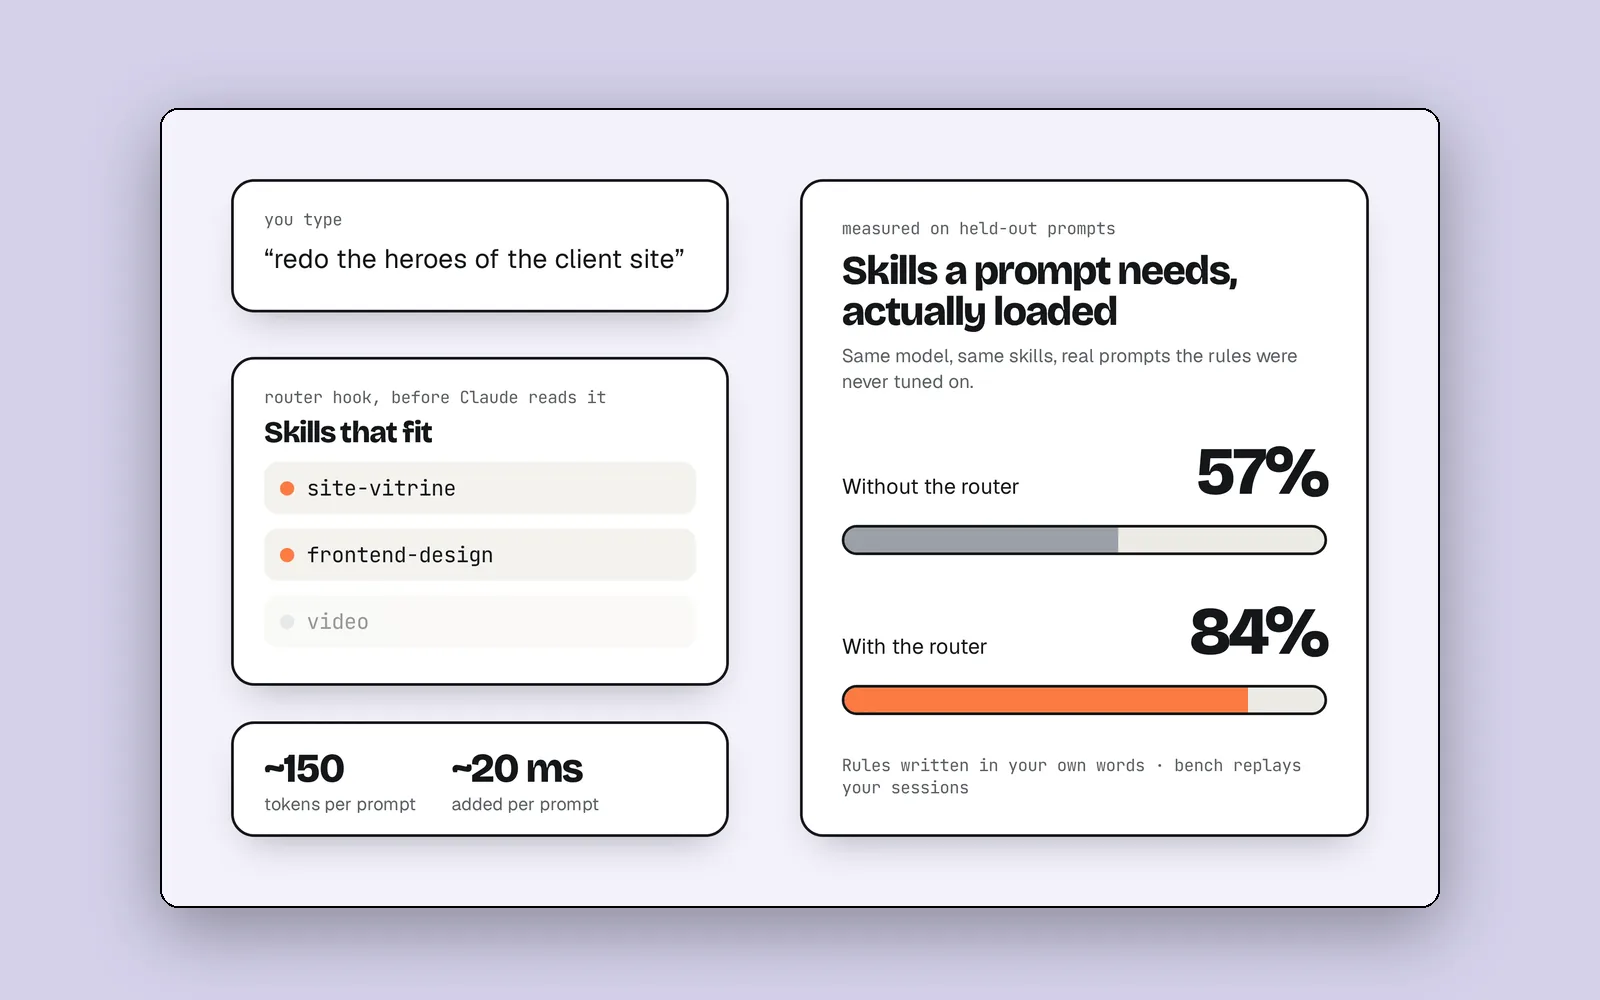 you type
“redo the heroes of the client site”
router hook, before Claude reads it
Skills that fit
site-vitrine
frontend-design
video
~150
tokens per prompt
~20 ms
added per prompt
measured on held-out prompts
Skills a prompt needs,
actually loaded
Same model, same skills, real prompts the rules were
never tuned on.
Without the router
57%
With the router
84%
Rules written in your own words · bench replays
your sessions